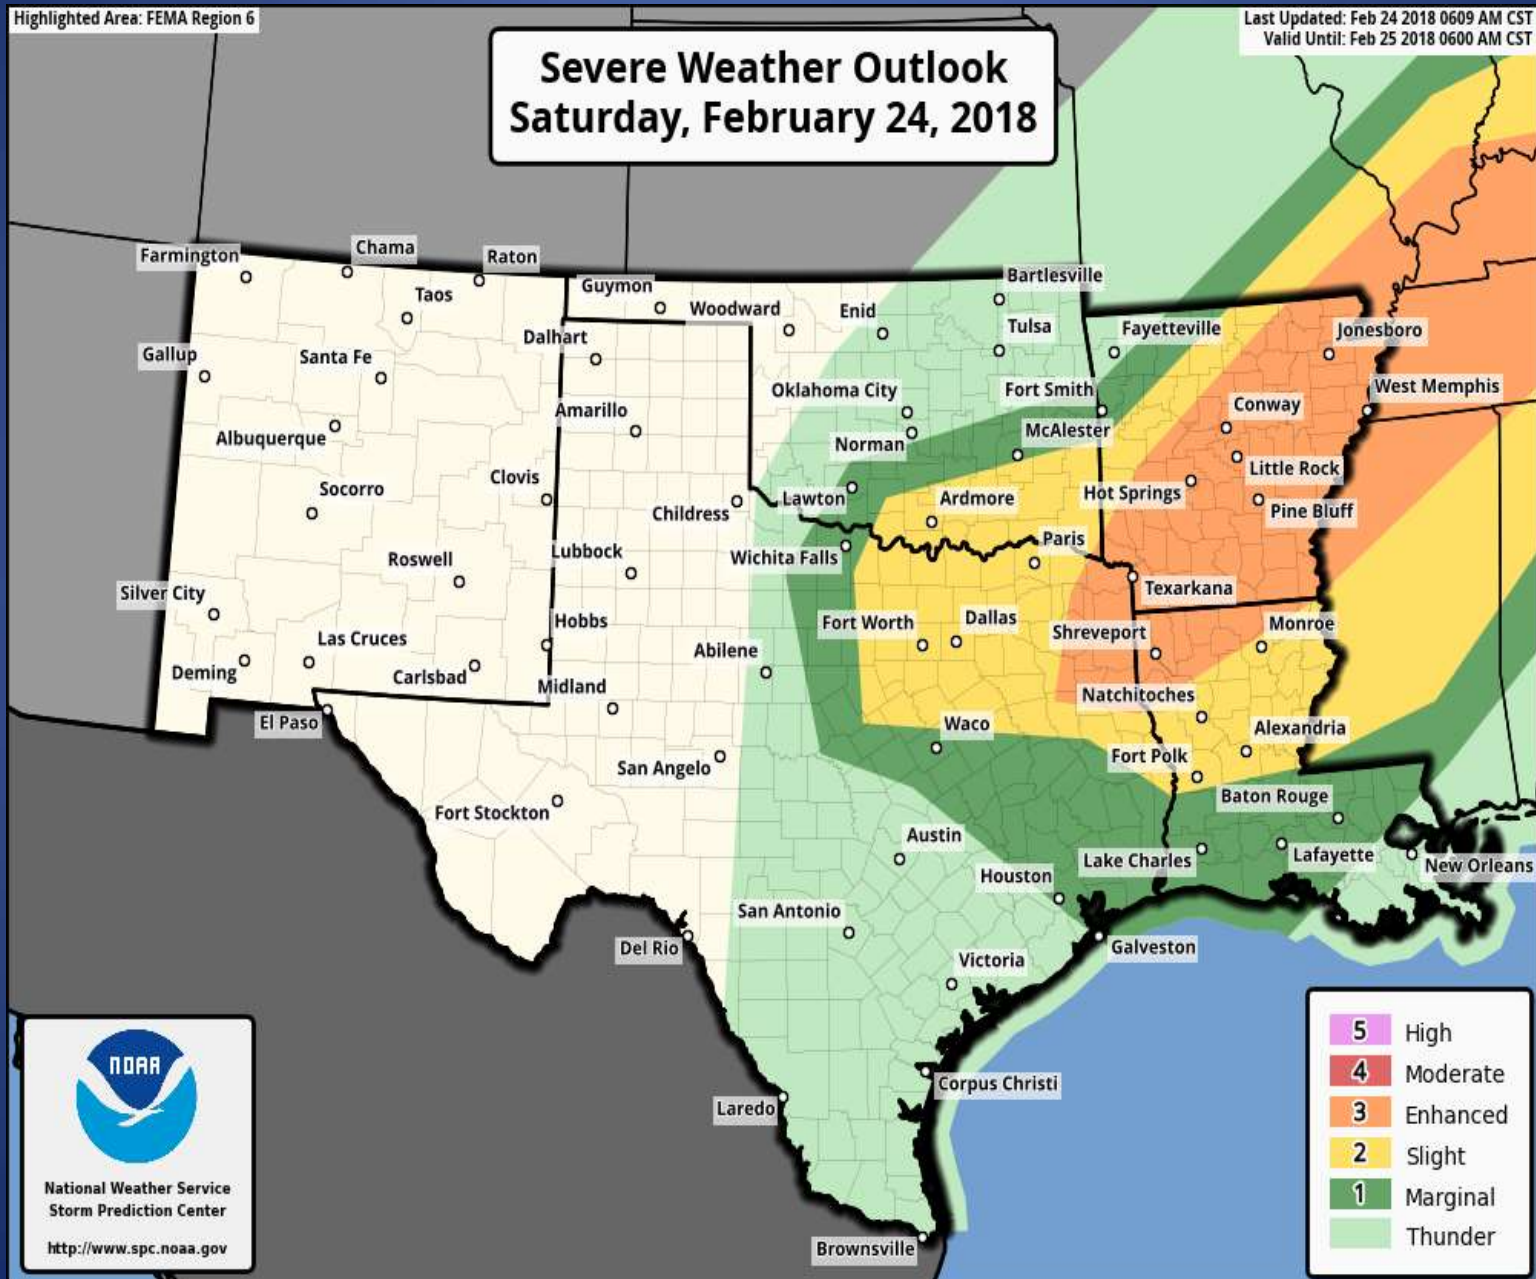 Highlighted Area: FEMA Region 6
Last Updated: Feb 24 2018 0609 AM CST
Valid Until: Feb 25 2018 0600 AM CST
Severe Weather Outlook
Saturday, February 24, 2018
Farmington
Chama
Raton
Taos
Guymon
Woodward
Enid
Bartlesville
Tulsa
Fayetteville
Jonesboro
Gallup
Santa Fe
Dalhart
Oklahoma City
Fort Smith
West Memphis
Albuquerque
Amarillo
Norman
McAlester
Conway
Socorro
Clovis
Childress
Lawton
Ardmore
Hot Springs
Little Rock
Pine Bluff
Roswell
Lubbock
Wichita Falls
Paris
Texarkana
Silver City
Las Cruces
Hobbs
Abilene
Fort Worth
Dallas
Shreveport
Monroe
Deming
Carlsbad
Midland
Natchitoches
El Paso
San Angelo
Waco
Fort Polk
Alexandria
Fort Stockton
Austin
Baton Rouge
Houston
Lake Charles
Lafayette
New Orleans
San Antonio
Del Rio
Victoria
Galveston
Corpus Christi
Laredo
Brownsville
NOAA
National Weather Service
Storm Prediction Center
http://www.spc.noaa.gov
5 High
4 Moderate
3 Enhanced
2 Slight
1 Marginal
Thunder